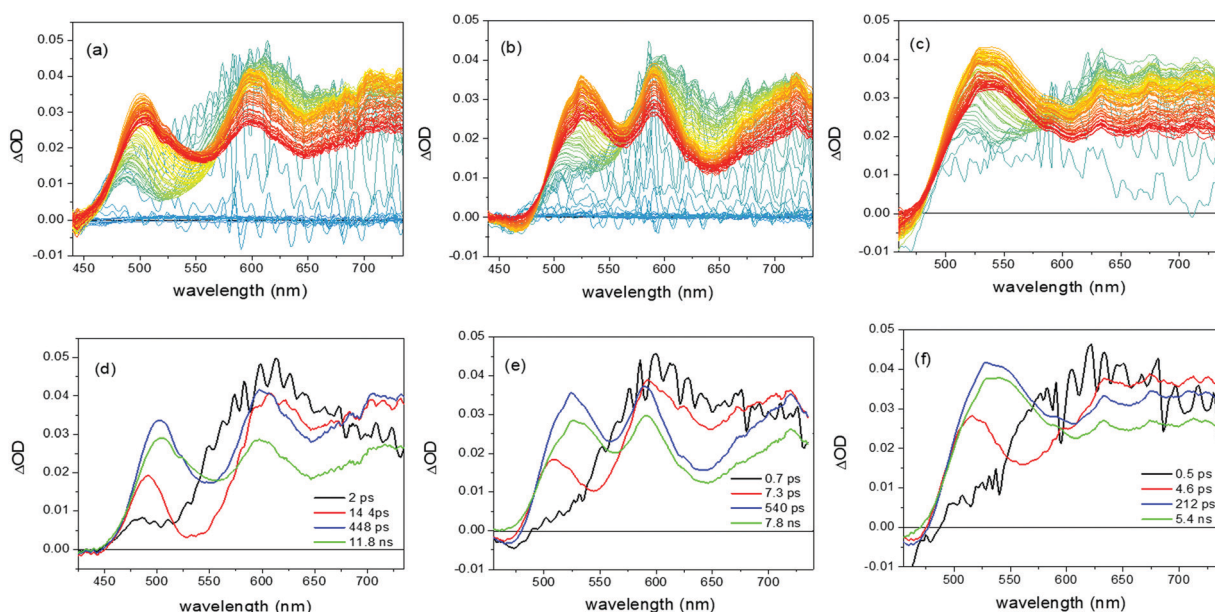 (a)
0.05
0.04
0.03
0.02
0.01
0.00
-0.01
ΔOD
450 500 550 600 650 700
wavelength (nm)
(b)
0.05
0.04
0.03
0.02
0.01
0.00
-0.01
ΔOD
450 500 550 600 650 700
wavelength (nm)
(c)
0.05
0.04
0.03
0.02
0.01
0.00
-0.01
ΔOD
500 550 600 650 700
wavelength (nm)
(d)
0.05
0.04
0.03
0.02
0.01
0.00
ΔOD
2 ps
14 4ps
448 ps
11.8 ns
450 500 550 600 650 700
wavelength (nm)
(e)
0.05
0.04
0.03
0.02
0.01
0.00
-0.01
ΔOD
0.7 ps
7.3 ps
540 ps
7.8 ns
450 500 550 600 650 700
wavelength (nm)
(f)
0.05
0.04
0.03
0.02
0.01
0.00
-0.01
ΔOD
0.5 ps
4.6 ps
212 ps
5.4 ns
500 550 600 650 700
wavelength (nm)